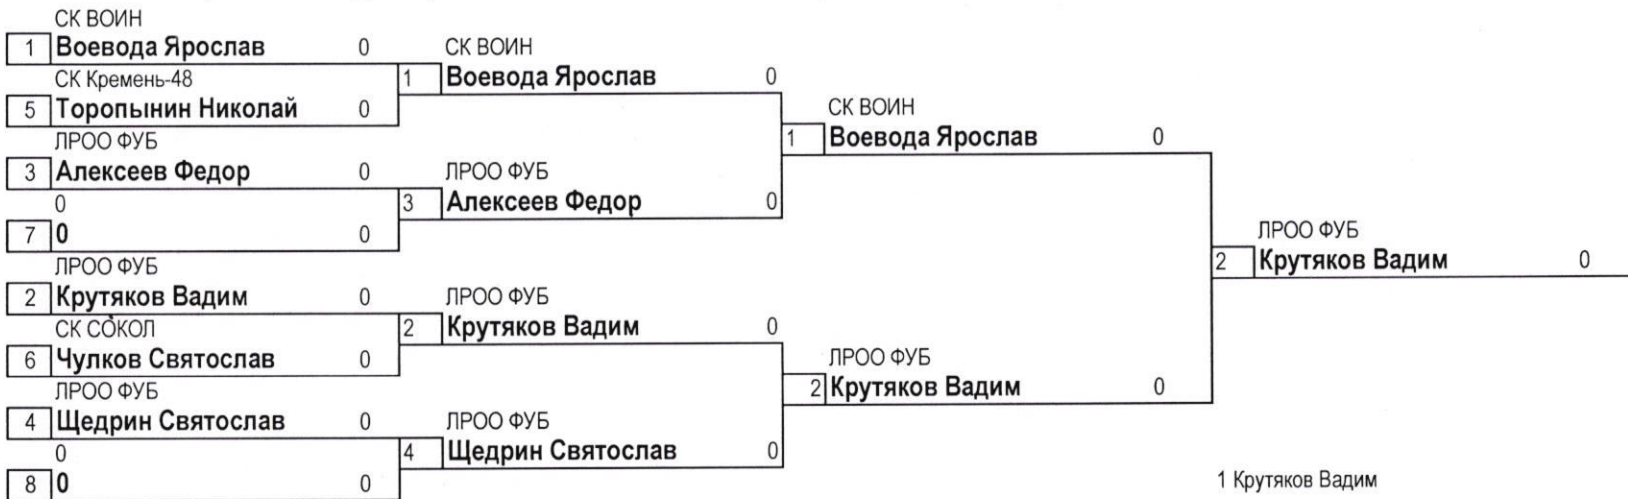 СК ВОИН
1 Воевода Ярослав 0
СК Кремень-48
5 Торопынин Николай 0
ЛРОО ФУБ
3 Алексеев Федор 0
0
7 0 0
ЛРОО ФУБ
2 Крутяков Вадим 0
СК СОКОЛ
6 Чулков Святослав 0
ЛРОО ФУБ
4 Щедрин Святослав 0
0
8 0 0
СК ВОИН
1 Воевода Ярослав 0
ЛРОО ФУБ
3 Алексеев Федор 0
ЛРОО ФУБ
2 Крутяков Вадим 0
ЛРОО ФУБ
4 Щедрин Святослав 0
СК ВОИН
1 Воевода Ярослав 0
ЛРОО ФУБ
2 Крутяков Вадим 0
ЛРОО ФУБ
2 Крутяков Вадим 0
1 Крутяков Вадим